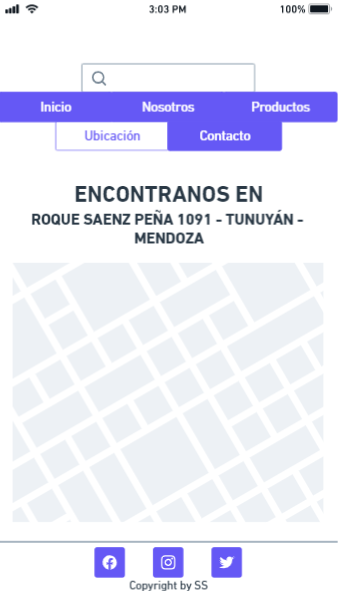 3:03 PM
100%
Inicio
Nosotros
Productos
Ubicación
Contacto
ENCONTRANOS EN
ROQUE SAENZ PEÑA 1091 - TUNUYÁN -
MENDOZA
Copyright by SS